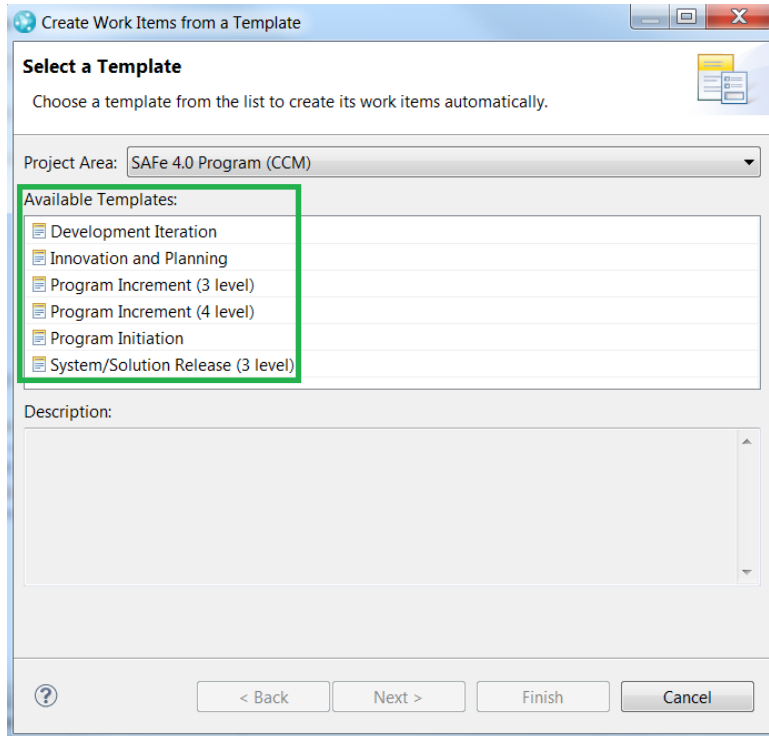 Create Work Items from a Template
Select a Template
Choose a template from the list to create its work items automatically.
Project Area: SAFe 4.0 Program (CCM)
Available Templates:
Development Iteration
Innovation and Planning
Program Increment (3 level)
Program Increment (4 level)
Program Initiation
System/Solution Release (3 level)
Description:
? < Back Next > Finish Cancel